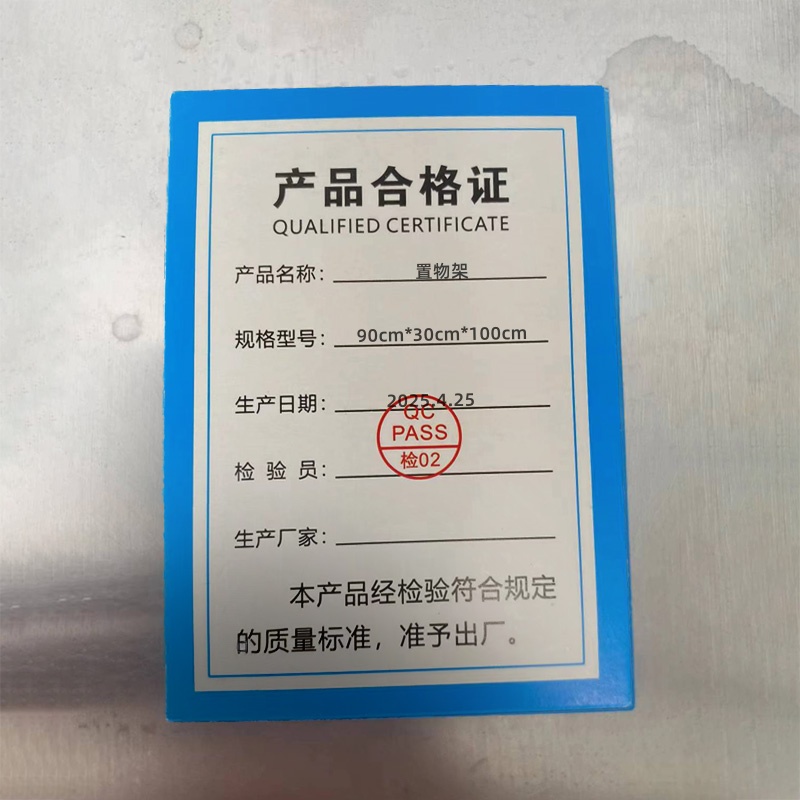 产品合格证
QUALIFIED CERTIFICATE
产品名称：置物架
规格型号：90cm*30cm*100cm
生产日期：2025.4.25
QC
PASS
检验员：
检02
生产厂家：
本产品经检验符合规定
的质量标准，准予出厂。